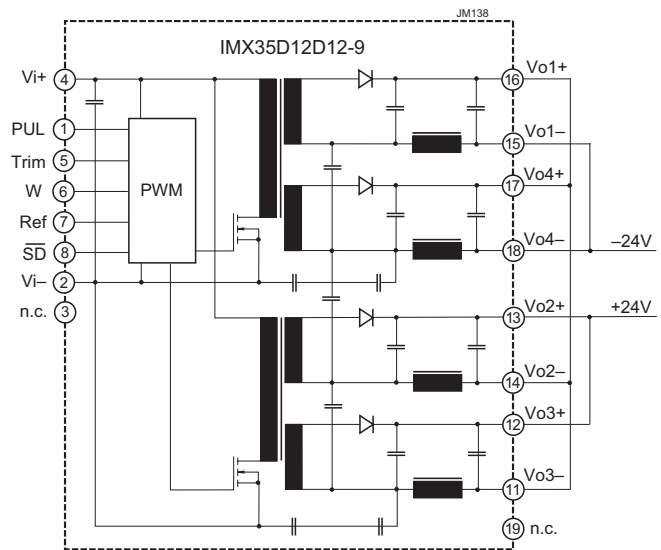 JM138
IMX35D12D12-9
Vi+ 4
16 Vo1+
PUL 1
15 Vo1–
Trim 5
PWM
17 Vo4+
W 6
Ref 7
SD 8
18 Vo4– –24V
Vi– 2
n.c. 3
13 Vo2+ +24V
14 Vo2–
12 Vo3+
11 Vo3–
19 n.c.